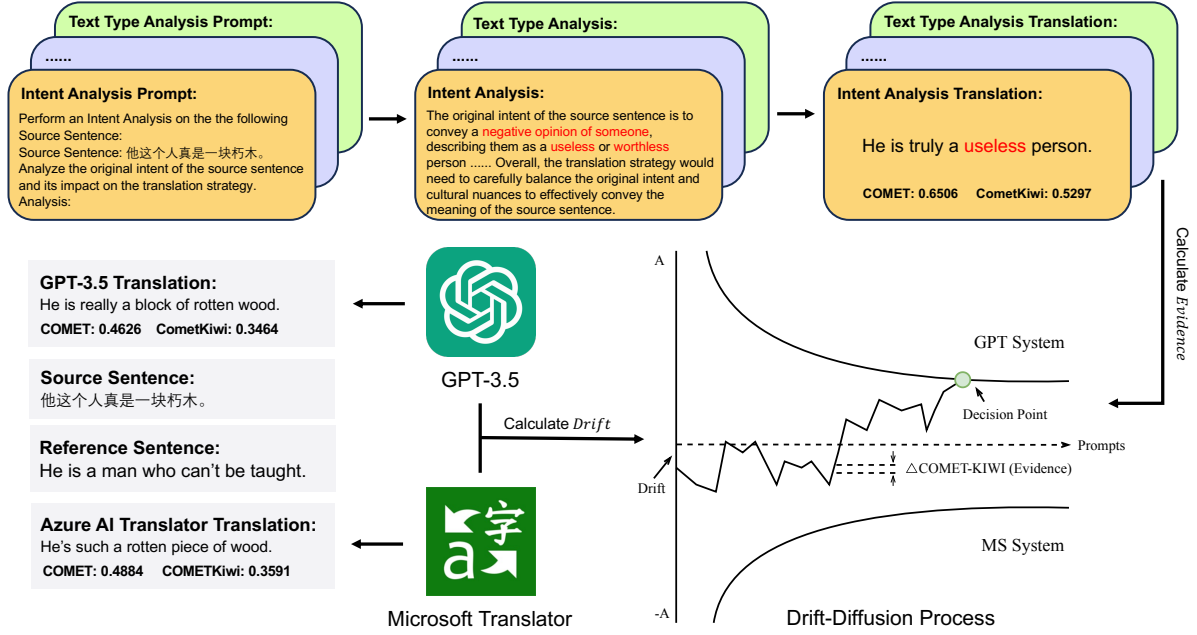 Text Type Analysis Prompt:
......
Intent Analysis Prompt:
Perform an Intent Analysis on the the following
Source Sentence:
Source Sentence: 他这个人真是一块朽木。
Analyze the original intent of the source sentence
and its impact on the translation strategy.
Analysis:
Text Type Analysis:
......
Intent Analysis:
The original intent of the source sentence is to
convey a negative opinion of someone,
describing them as a useless or worthless
person ...... Overall, the translation strategy would
need to carefully balance the original intent and
cultural nuances to effectively convey the
meaning of the source sentence.
Text Type Analysis Translation:
......
Intent Analysis Translation:
He is truly a useless person.
COMET: 0.6506 CometKiwi: 0.5297
Calculate Evidence
GPT-3.5 Translation:
He is really a block of rotten wood.
COMET: 0.4626 CometKiwi: 0.3464
Source Sentence:
他这个人真是一块朽木。
Reference Sentence:
He is a man who can't be taught.
Azure AI Translator Translation:
He's such a rotten piece of wood.
COMET: 0.4884 COMETKiwi: 0.3591
GPT-3.5
Calculate Drift
字
a
Microsoft Translator
A
GPT System
Decision Point
Prompts
△COMET-KIWI (Evidence)
Drift
MS System
-A
Drift-Diffusion Process